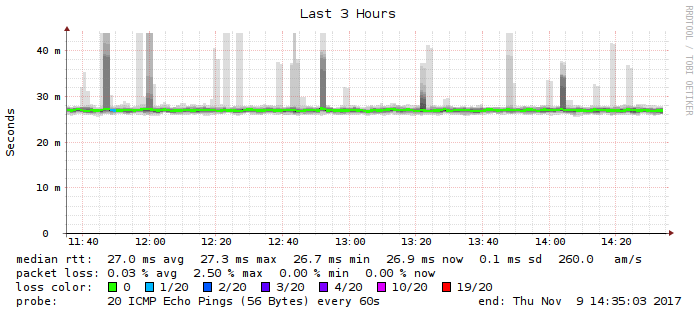 Last 3 Hours
RRDTOOL / TOBI OETIKER
Seconds
40 m
30 m
20 m
10 m
0
11:40 12:00 12:20 12:40 13:00 13:20 13:40 14:00 14:20
median rtt: 27.0 ms avg 27.3 ms max 26.7 ms min 26.9 ms now 0.1 ms sd 260.0 am/s
packet loss: 0.03 % avg 2.50 % max 0.00 % min 0.00 % now
loss color: 0 1/20 2/20 3/20 4/20 10/20 19/20
probe: 20 ICMP Echo Pings (56 Bytes) every 60s end: Thu Nov 9 14:35:03 2017